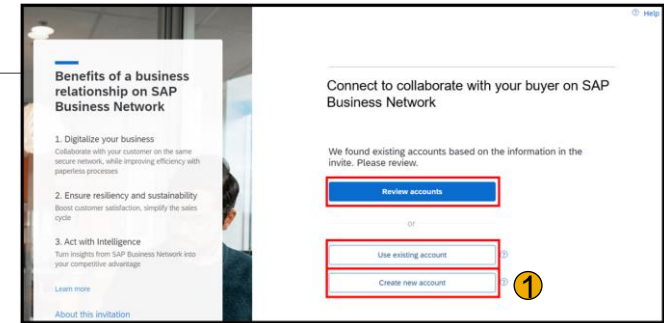 Help
Benefits of a business
relationship on SAP
Business Network
1. Digitalize your business
Collaborate with your customer on the same
secure network, while improving efficiency with
paperless processes
2. Ensure resiliency and sustainability
Boost customer satisfaction, simplify the sales
cycle
3. Act with Intelligence
Turn insights from SAP Business Network into
your competitive advantage
Learn more
About this invitation
Connect to collaborate with your buyer on SAP
Business Network
We found existing accounts based on the information in the
invite. Please review.
Review accounts
or
Use existing account
Create new account
1